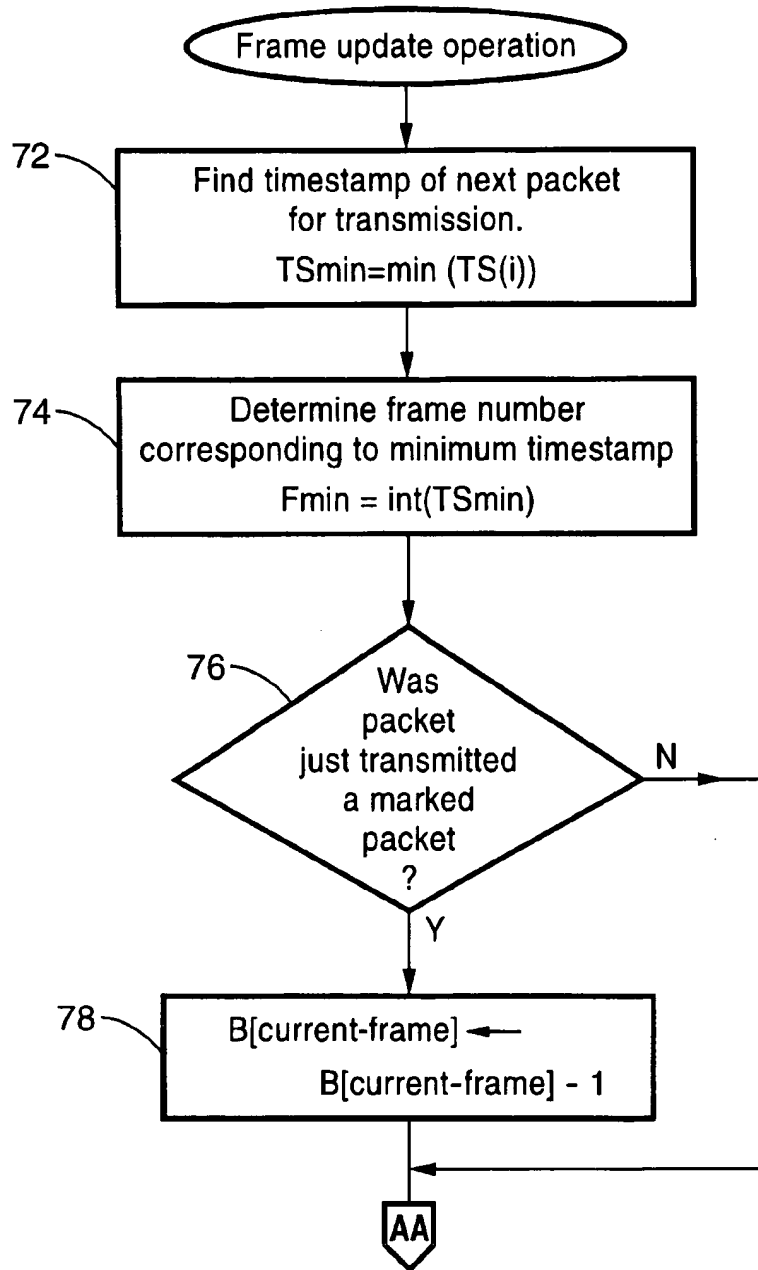 Frame update operation
72
Find timestamp of next packet
for transmission.
TSmin=min (TS(i))
74
Determine frame number
corresponding to minimum timestamp
Fmin = int(TSmin)
76
Was
packet
just transmitted
a marked
packet
?
N
Y
78
B[current-frame] ←
B[current-frame] - 1
AA